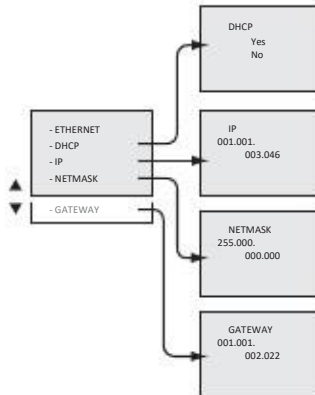 DHCP
Yes
No
- ETHERNET
- DHCP
- IP
- NETMASK
- GATEWAY
IP
001.001.
003.046
NETMASK
255.000.
000.000
GATEWAY
001.001.
002.022